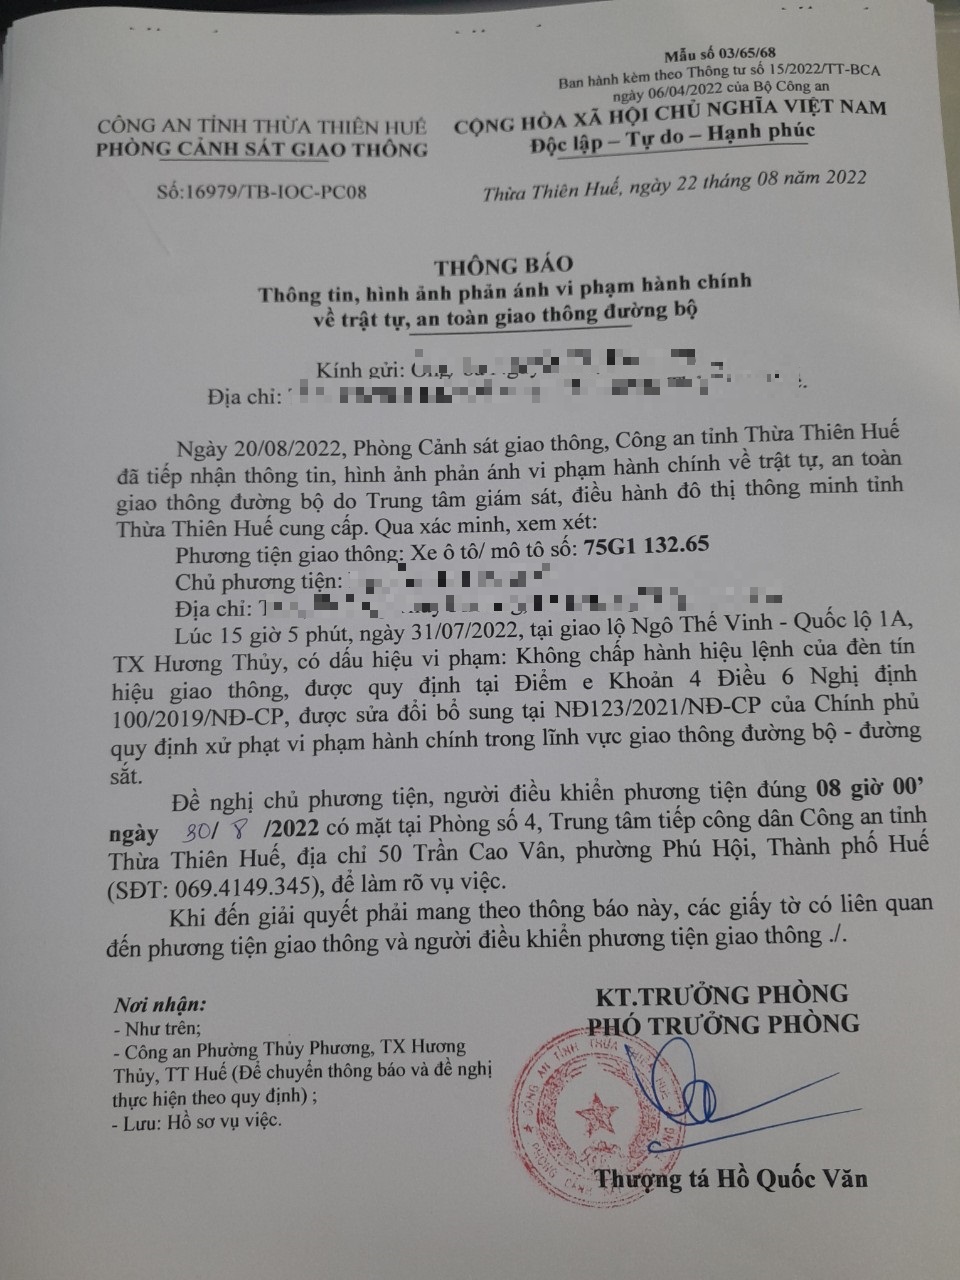 Mẫu số 03/65/68
Ban hành kèm theo Thông tư số 15/2022/TT-BCA
ngày 06/04/2022 của Bộ Công an
CÔNG AN TỈNH THỪA THIÊN HUẾ
PHÒNG CẢNH SÁT GIAO THÔNG
CỘNG HÒA XÃ HỘI CHỦ NGHĨA VIỆT NAM
Độc lập – Tự do – Hạnh phúc
Số:16979/TB-IOC-PC08
Thừa Thiên Huế, ngày 22 tháng 08 năm 2022
THÔNG BÁO
Thông tin, hình ảnh phản ánh vi phạm hành chính
về trật tự, an toàn giao thông đường bộ
Kính gửi:
Địa chỉ:
Ngày 20/08/2022, Phòng Cảnh sát giao thông, Công an tỉnh Thừa Thiên Huế
đã tiếp nhận thông tin, hình ảnh phản ánh vi phạm hành chính về trật tự, an toàn
giao thông đường bộ do Trung tâm giám sát, điều hành đô thị thông minh tỉnh
Thừa Thiên Huế cung cấp. Qua xác minh, xem xét:
Phương tiện giao thông: Xe ô tô/ mô tô số: 75G1 132.65
Chủ phương tiện:
Địa chỉ:
Lúc 15 giờ 5 phút, ngày 31/07/2022, tại giao lộ Ngô Thế Vinh - Quốc lộ 1A,
TX Hương Thủy, có dấu hiệu vi phạm: Không chấp hành hiệu lệnh của đèn tín
hiệu giao thông, được quy định tại Điểm e Khoản 4 Điều 6 Nghị định
100/2019/NĐ-CP, được sửa đổi bổ sung tại NĐ123/2021/NĐ-CP của Chính phủ
quy định xử phạt vi phạm hành chính trong lĩnh vực giao thông đường bộ - đường
sắt.
Đề nghị chủ phương tiện, người điều khiển phương tiện đúng 08 giờ 00’
ngày 30/ 8 /2022 có mặt tại Phòng số 4, Trung tâm tiếp công dân Công an tỉnh
Thừa Thiên Huế, địa chỉ 50 Trần Cao Vân, phường Phú Hội, Thành phố Huế
(SĐT: 069.4149.345), để làm rõ vụ việc.
Khi đến giải quyết phải mang theo thông báo này, các giấy tờ có liên quan
đến phương tiện giao thông và người điều khiển phương tiện giao thông ./.
Nơi nhận:
- Như trên;
- Công an Phường Thủy Phương, TX Hương
Thủy, TT Huế (Để chuyển thông báo và đề nghị
thực hiện theo quy định) ;
- Lưu: Hồ sơ vụ việc.
KT.TRƯỞNG PHÒNG
PHÓ TRƯỞNG PHÒNG
CÔNG AN TỈNH THỪA THIÊN HUẾ
PHÒNG CẢNH SÁT GIAO THÔNG
Thượng tá Hồ Quốc Văn